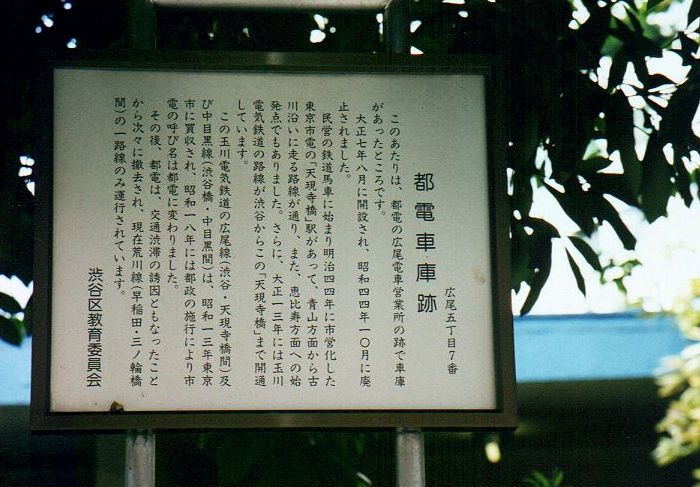 都電車庫跡
広尾五丁目7番
このあたりは、都電の広尾電車営業所の跡で車庫
があったところです。
大正七年八月に開設され、昭和四四年一〇月に廃
止されました。
民営の鉄道馬車に始まり明治四四年に市営化した
東京市電の「天現寺橋」駅があって、青山方面から古
川沿いに走る路線が通り、また、恵比寿方面への始
発点でもありました。さらに、大正一三年には玉川
電気鉄道の路線が渋谷からこの「天現寺橋」まで開通
しています。
この玉川電気鉄道の広尾線(渋谷・天現寺橋間)及
び中目黒線(渋谷橋・中目黒間)は、昭和一三年東京
市に買収され、昭和一八年には都政の施行により市
電の呼び名は都電に変わりました。
その後、都電は、交通渋滞の誘因ともなったこと
から次々に撤去され、現在荒川線(早稲田・三ノ輪橋
間)の一路線のみ運行されています。
渋谷区教育委員会